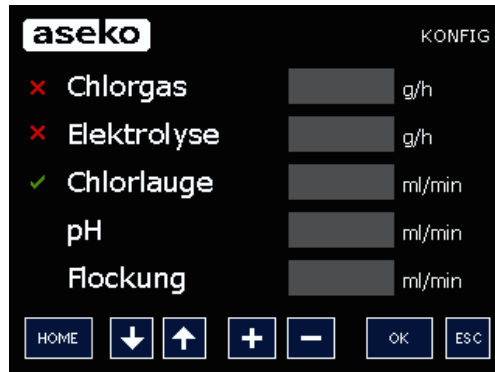 aseko KONFIG
Chlorgas g/h
Elektrolyse g/h
Chlorlauge ml/min
pH ml/min
Flockung ml/min
HOME + − OK ESC